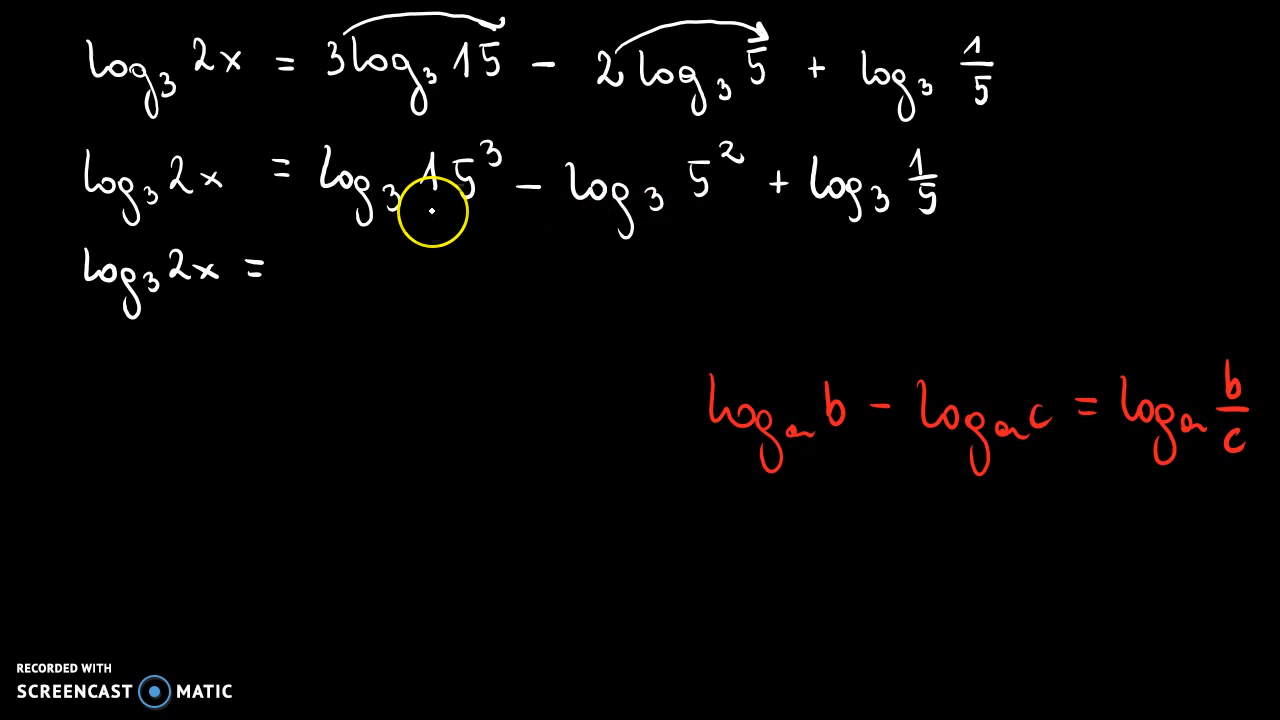 log₃ 2x = 3log₃ 15 - 2log₃ 5 + log₃ 1/5
log₃ 2x = log₃ 15³ - log₃ 5² + log₃ 1/5
log₃ 2x =
logₐ b - logₐ c = logₐ b/c
RECORDED WITH
SCREENCAST MATIC